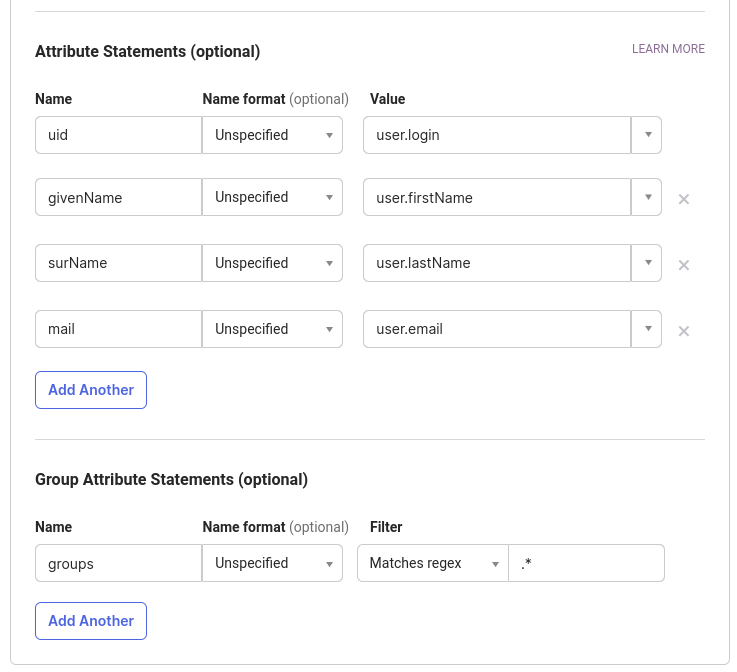 Attribute Statements (optional) LEARN MORE
Name Name format (optional) Value
uid Unspecified user.login
givenName Unspecified user.firstName
surName Unspecified user.lastName
mail Unspecified user.email
Add Another
Group Attribute Statements (optional)
Name Name format (optional) Filter
groups Unspecified Matches regex .*
Add Another